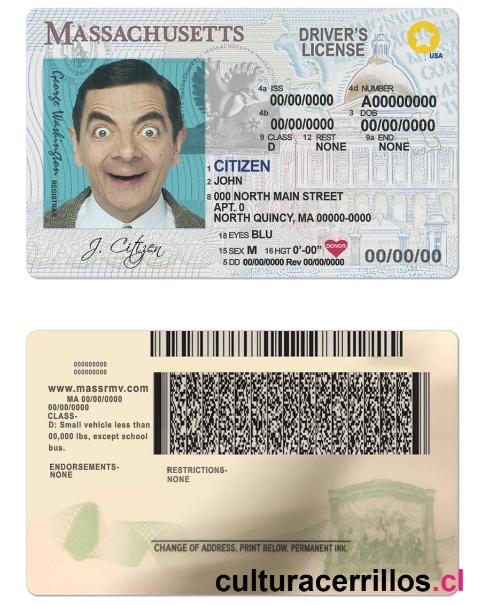 MASSACHUSETTS
DRIVER'S
LICENSE
USA
4a ISS
00/00/0000
4d NUMBER
A00000000
4b
00/00/0000
3 DOB
00/00/0000
9 CLASS
D
12 REST
NONE
9a END
NONE
George Washington REGISTRAR
1 CITIZEN
2 JOHN
8 000 NORTH MAIN STREET
APT. 0
NORTH QUINCY, MA 00000-0000
18 EYES BLU
15 SEX M 16 HGT 0'-00"
DONOR
5 DD 00/00/0000 Rev 00/00/0000
00/00/00
J. Citizen
000000000
000000000
www.massrmv.com
MA 00/00/0000
00/00/0000
CLASS-
D: Small vehicle less than
00,000 lbs, except school
bus.
ENDORSEMENTS-
NONE
RESTRICTIONS-
NONE
CHANGE OF ADDRESS. PRINT BELOW. PERMANENT INK.
culturacerrillos.cl